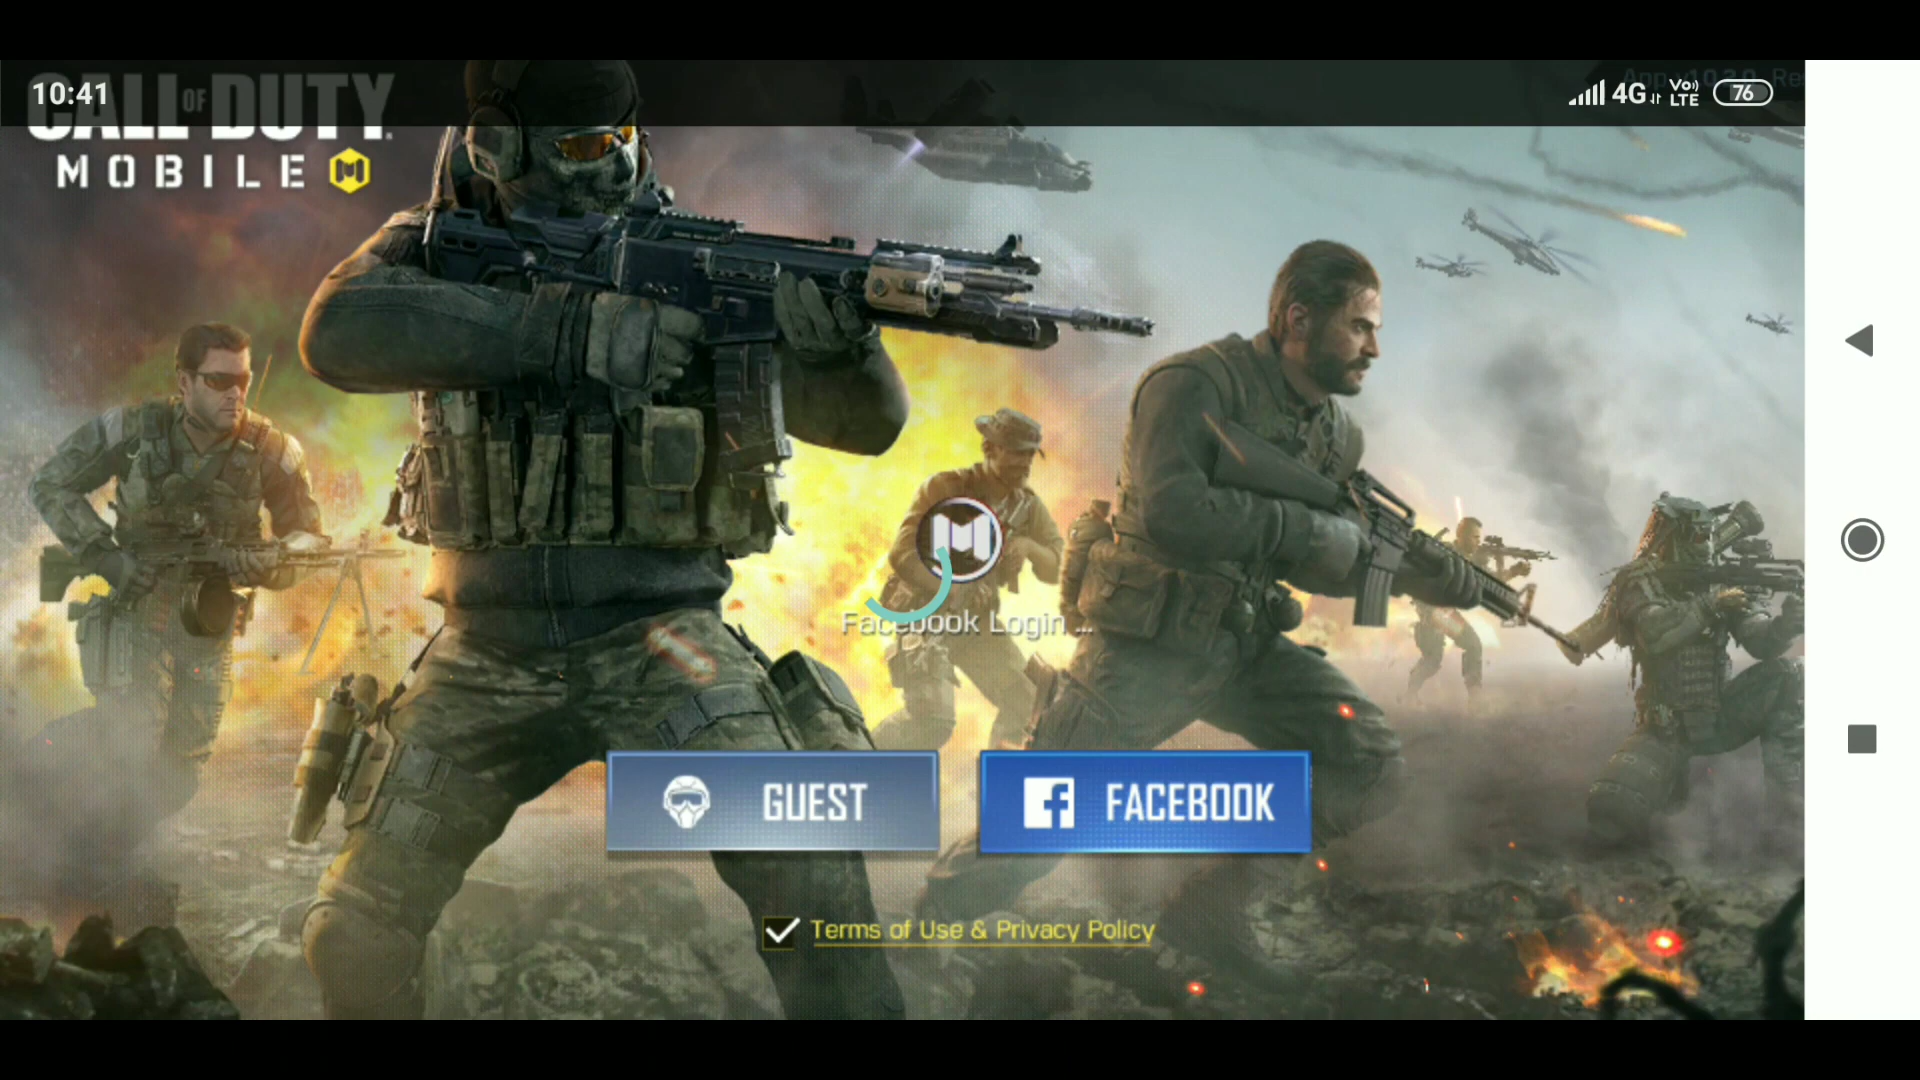 10:41
4G
Vo))
LTE
76
CALL OF DUTY
MOBILE
Facebook Login ...
GUEST
FACEBOOK
Terms of Use & Privacy Policy